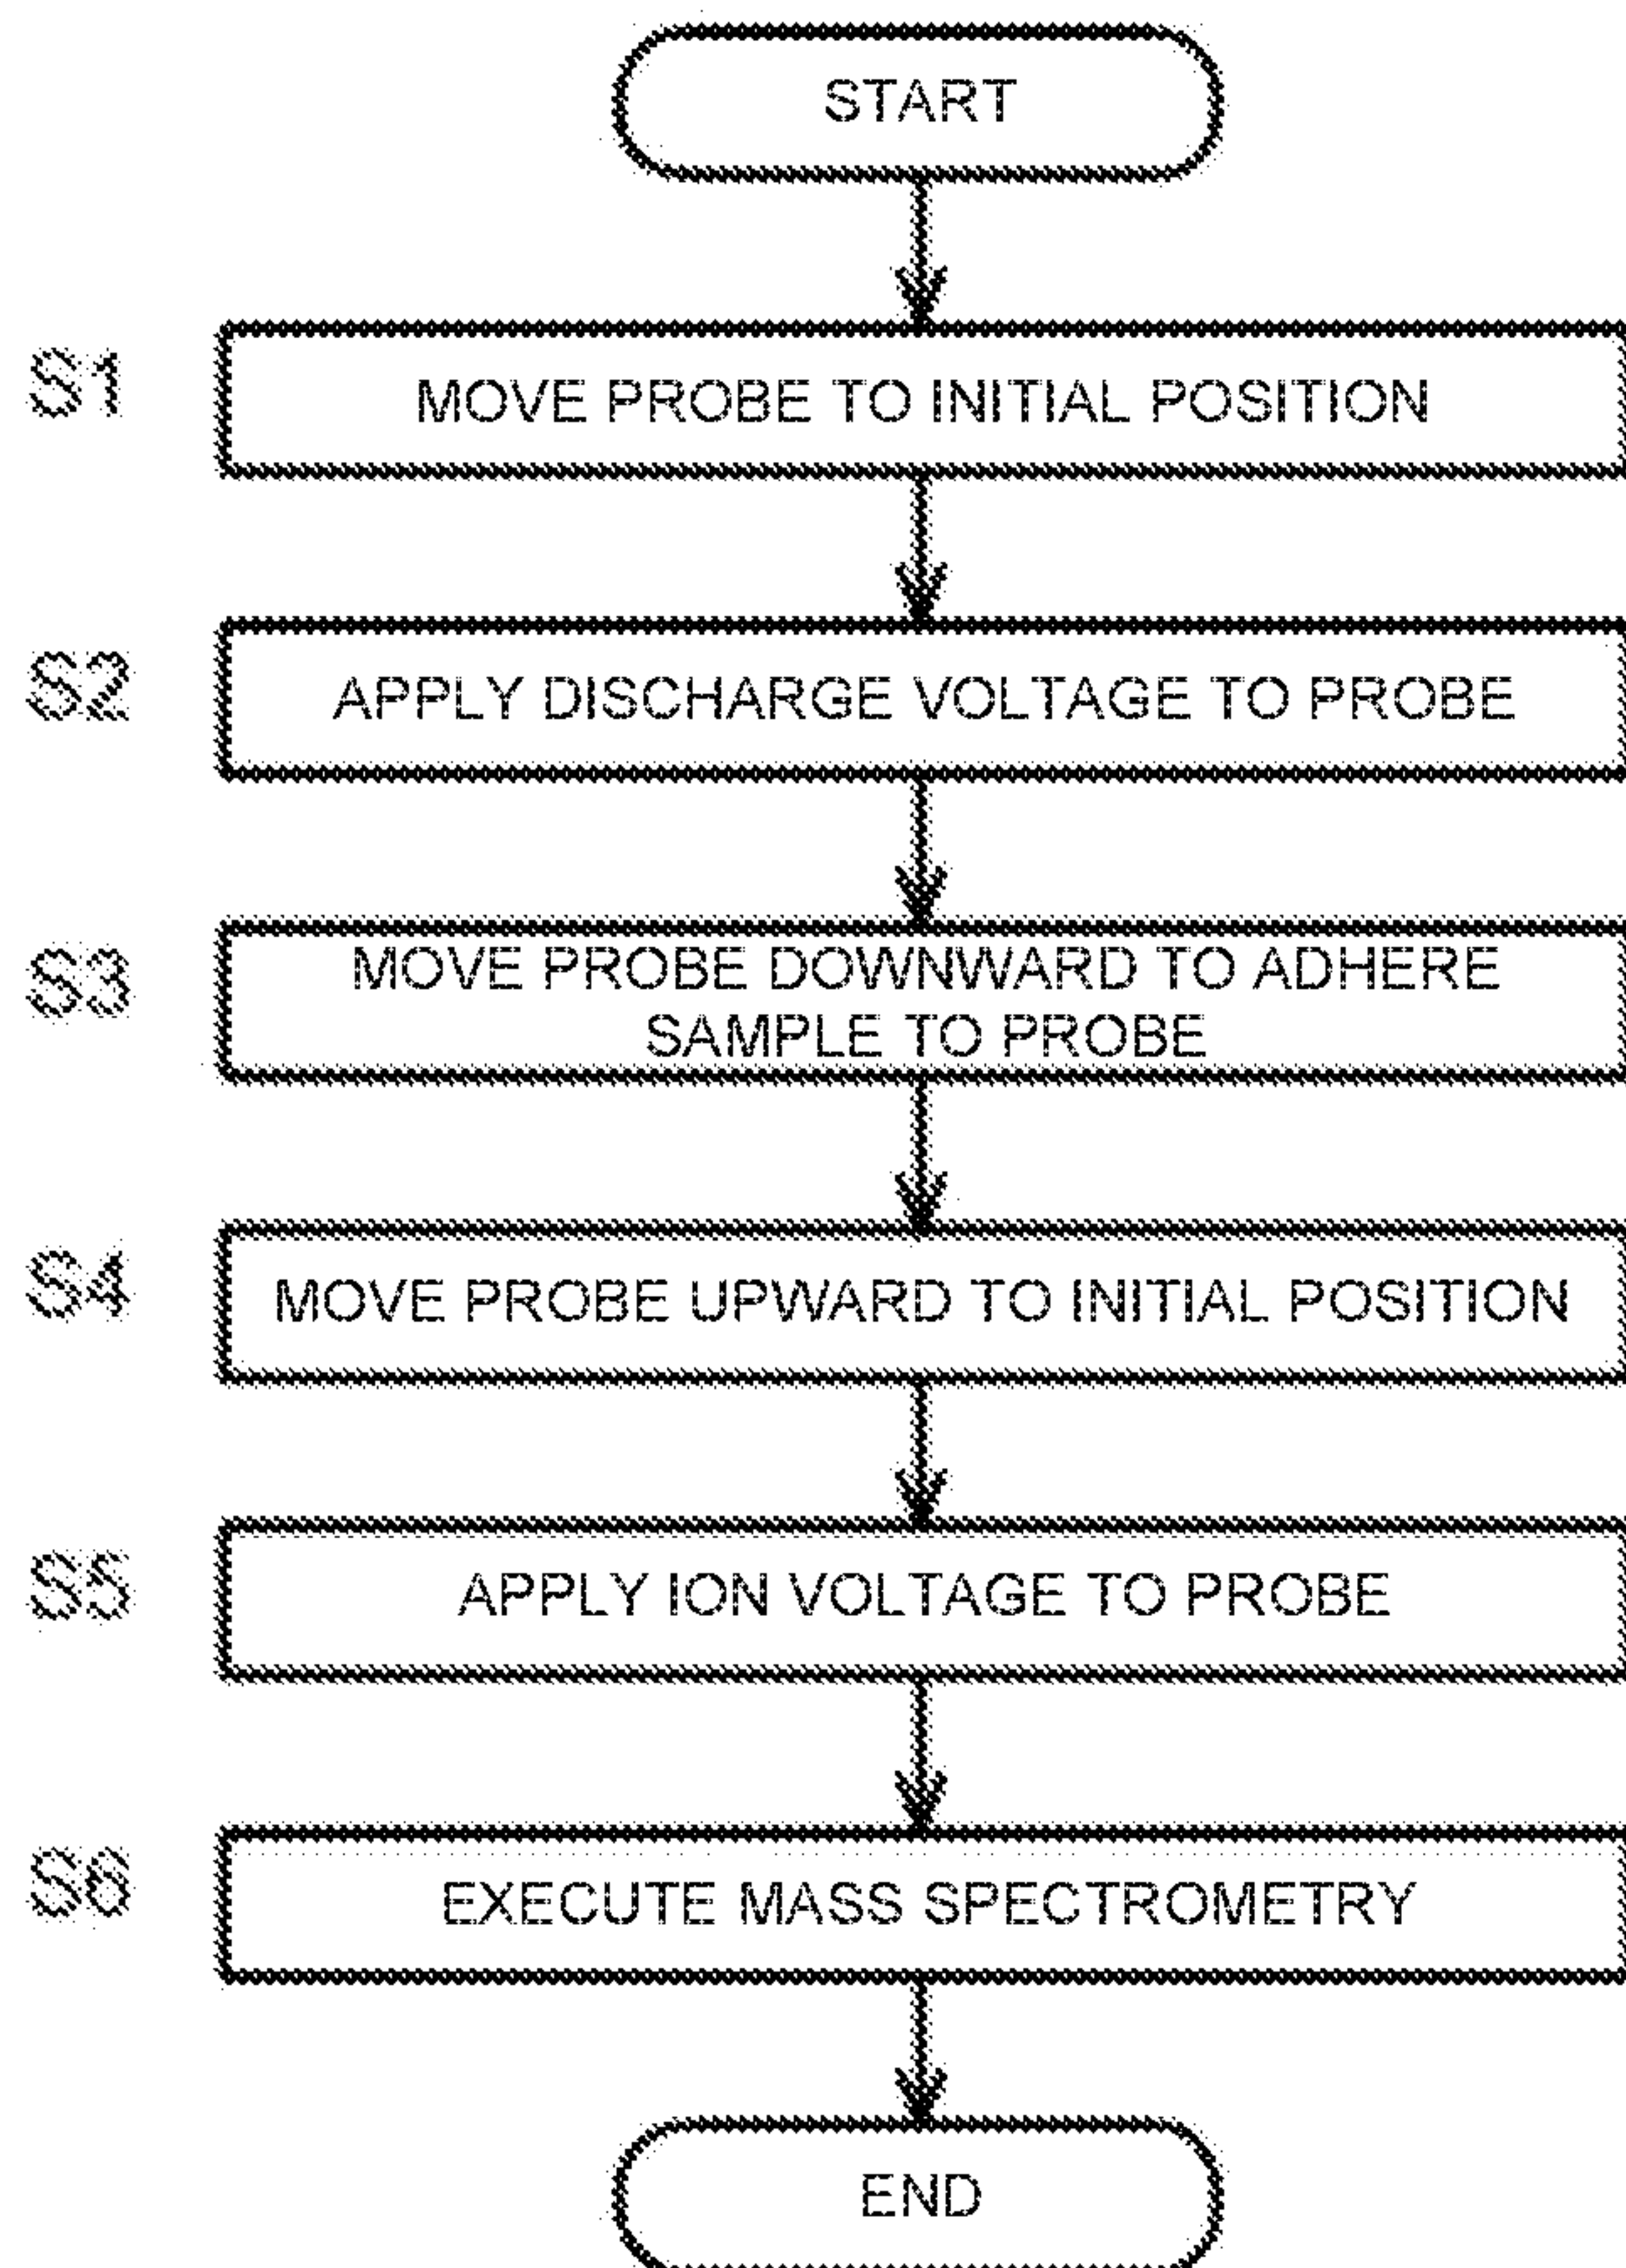 START
S1
MOVE PROBE TO INITIAL POSITION
S2
APPLY DISCHARGE VOLTAGE TO PROBE
S3
MOVE PROBE DOWNWARD TO ADHERE
SAMPLE TO PROBE
S4
MOVE PROBE UPWARD TO INITIAL POSITION
S5
APPLY ION VOLTAGE TO PROBE
S6
EXECUTE MASS SPECTROMETRY
END